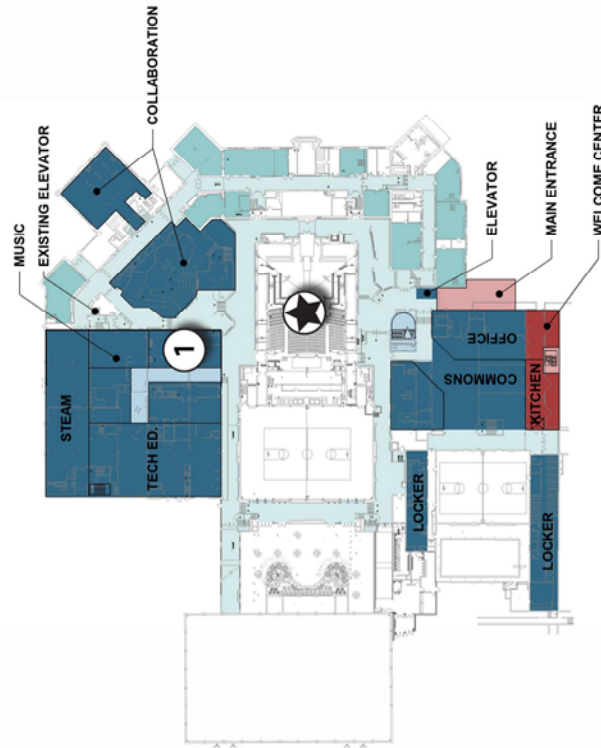 COLLABORATION
EXISTING ELEVATOR
MUSIC
STEAM
1
TECH ED.
ELEVATOR
MAIN ENTRANCE
WELCOME CENTER
OFFICE
COMMONS
KITCHEN
LOCKER
LOCKER